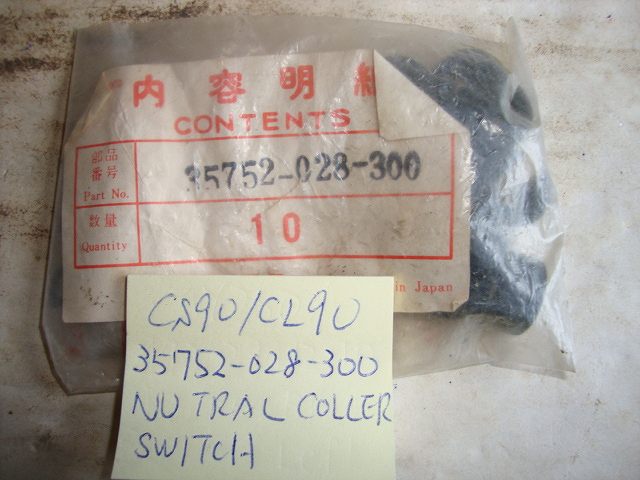 内容明細
CONTENTS
部品番号
Part No.
35752-028-300
数量
Quantity
10
in Japan
CS90/CL90
35752-028-300
NUTRAL COLLER
SWITCH